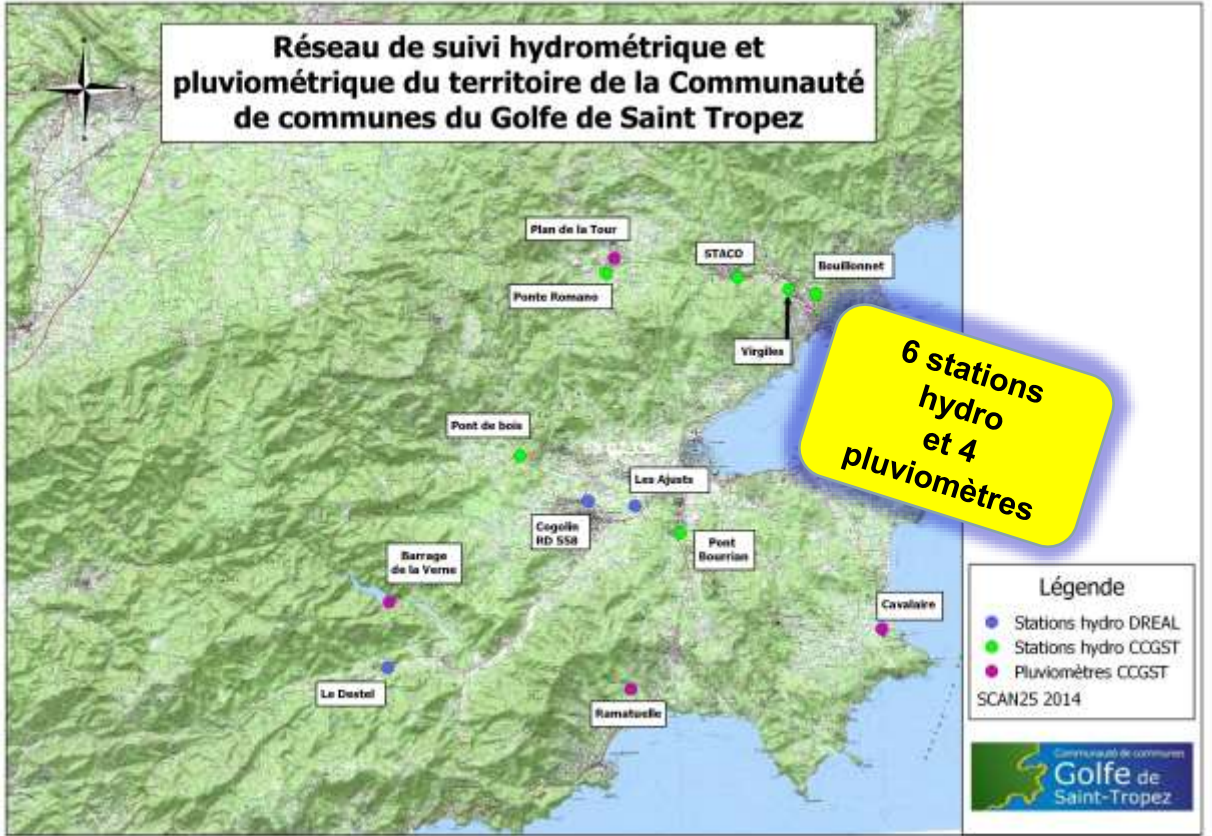 Réseau de suivi hydrométrique et
pluviométrique du territoire de la Communauté
de communes du Golfe de Saint Tropez
Plan de la Tour
STACO
Bouillonnet
Ponte Romano
Virgiles
6 stations
hydro
et 4
pluviomètres
Pont de bois
Les Ajusts
Cogolin
RD 558
Pont
Bourrian
Barrage
de la Verne
Cavalaire
Le Destel
Ramatuelle
Légende
Stations hydro DREAL
Stations hydro CCGST
Pluviomètres CCGST
SCAN25 2014
Communauté de communes
Golfe de
Saint-Tropez